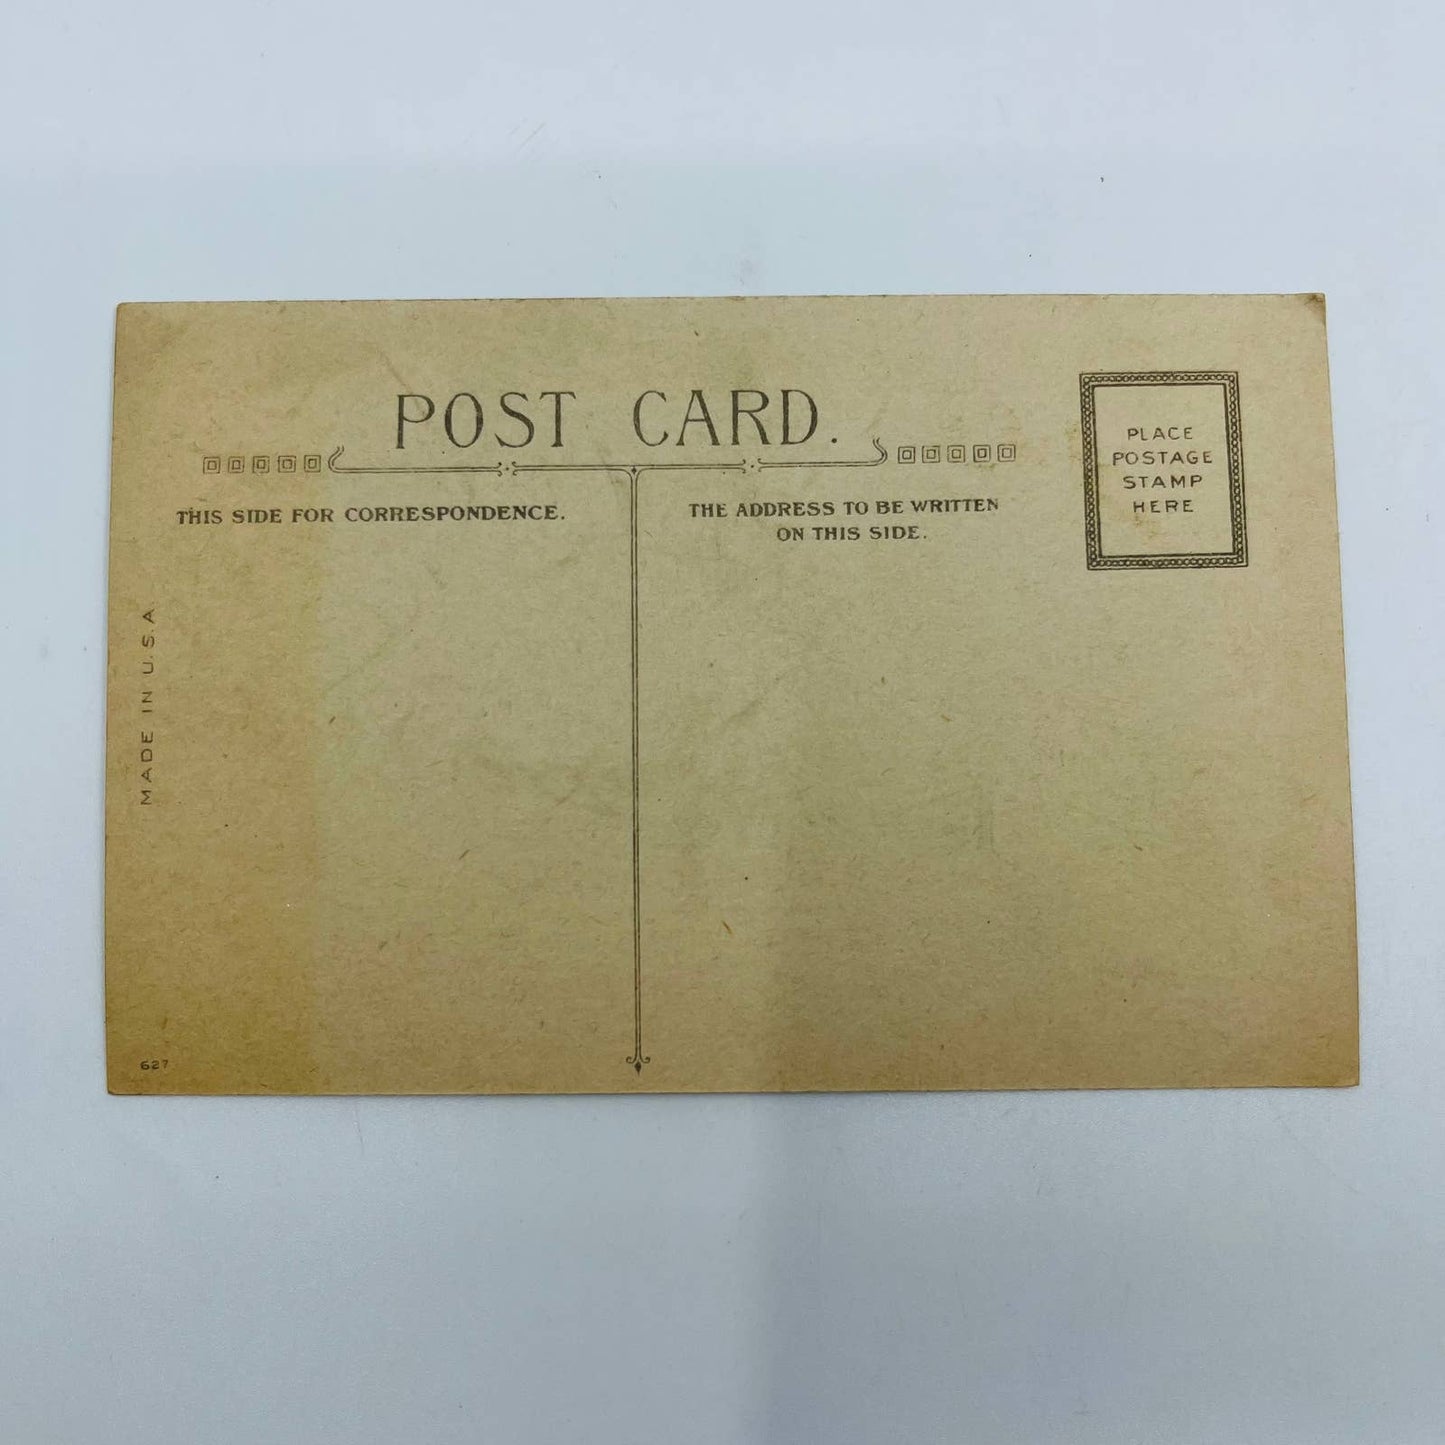 POST CARD.
THIS SIDE FOR CORRESPONDENCE.
THE ADDRESS TO BE WRITTEN
ON THIS SIDE.
PLACE
POSTAGE
STAMP
HERE
MADE IN U.S.A
627